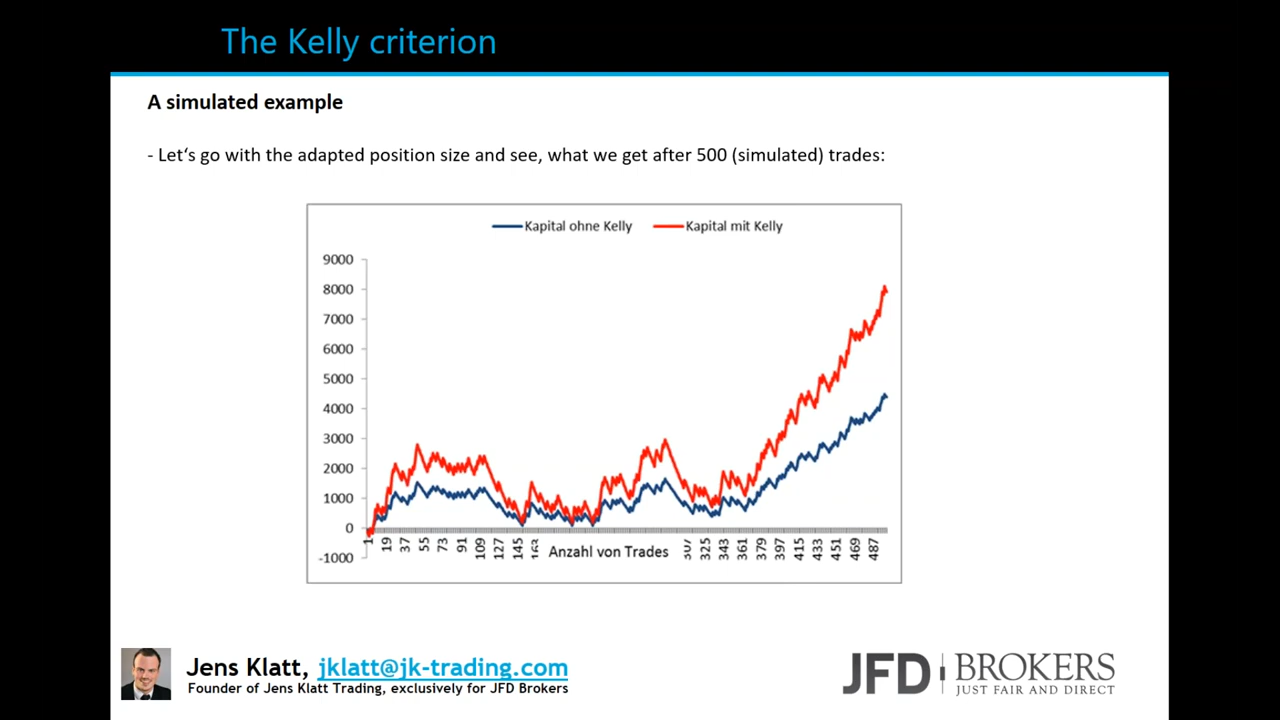 The Kelly criterion
A simulated example
- Let‘s go with the adapted position size and see, what we get after 500 (simulated) trades:
Kapital ohne Kelly Kapital mit Kelly
9000
8000
7000
6000
5000
4000
3000
2000
1000
0
-1000
1 19 37 55 73 91 109 127 145 163 307 325 343 361 379 397 415 433 451 469 487
Anzahl von Trades
Jens Klatt, jklatt@jk-trading.com
Founder of Jens Klatt Trading, exclusively for JFD Brokers
JFD BROKERS
JUST FAIR AND DIRECT